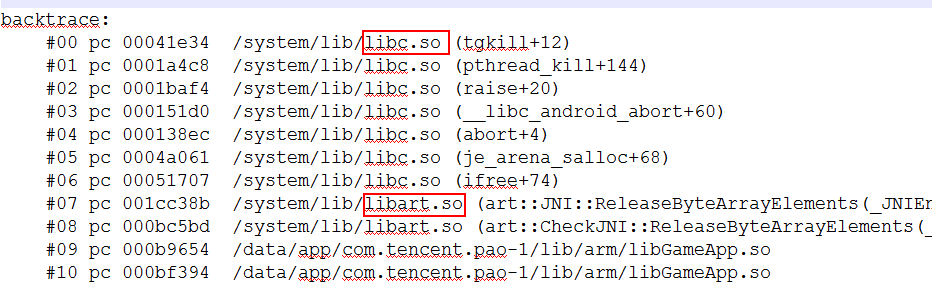 backtrace:
#00 pc 00041e34 /system/lib/libc.so (tgkill+12)
#01 pc 0001a4c8 /system/lib/libc.so (pthread_kill+144)
#02 pc 0001baf4 /system/lib/libc.so (raise+20)
#03 pc 000151d0 /system/lib/libc.so (__libc_android_abort+60)
#04 pc 000138ec /system/lib/libc.so (abort+4)
#05 pc 0004a061 /system/lib/libc.so (je_arena_salloc+68)
#06 pc 00051707 /system/lib/libc.so (ifree+74)
#07 pc 001cc38b /system/lib/libart.so (art::JNI::ReleaseByteArrayElements(_JNIEn
#08 pc 000bc5bd /system/lib/libart.so (art::CheckJNI::ReleaseByteArrayElements(_
#09 pc 000b9654 /data/app/com.tencent.pao-1/lib/arm/libGameApp.so
#10 pc 000bf394 /data/app/com.tencent.pao-1/lib/arm/libGameApp.so